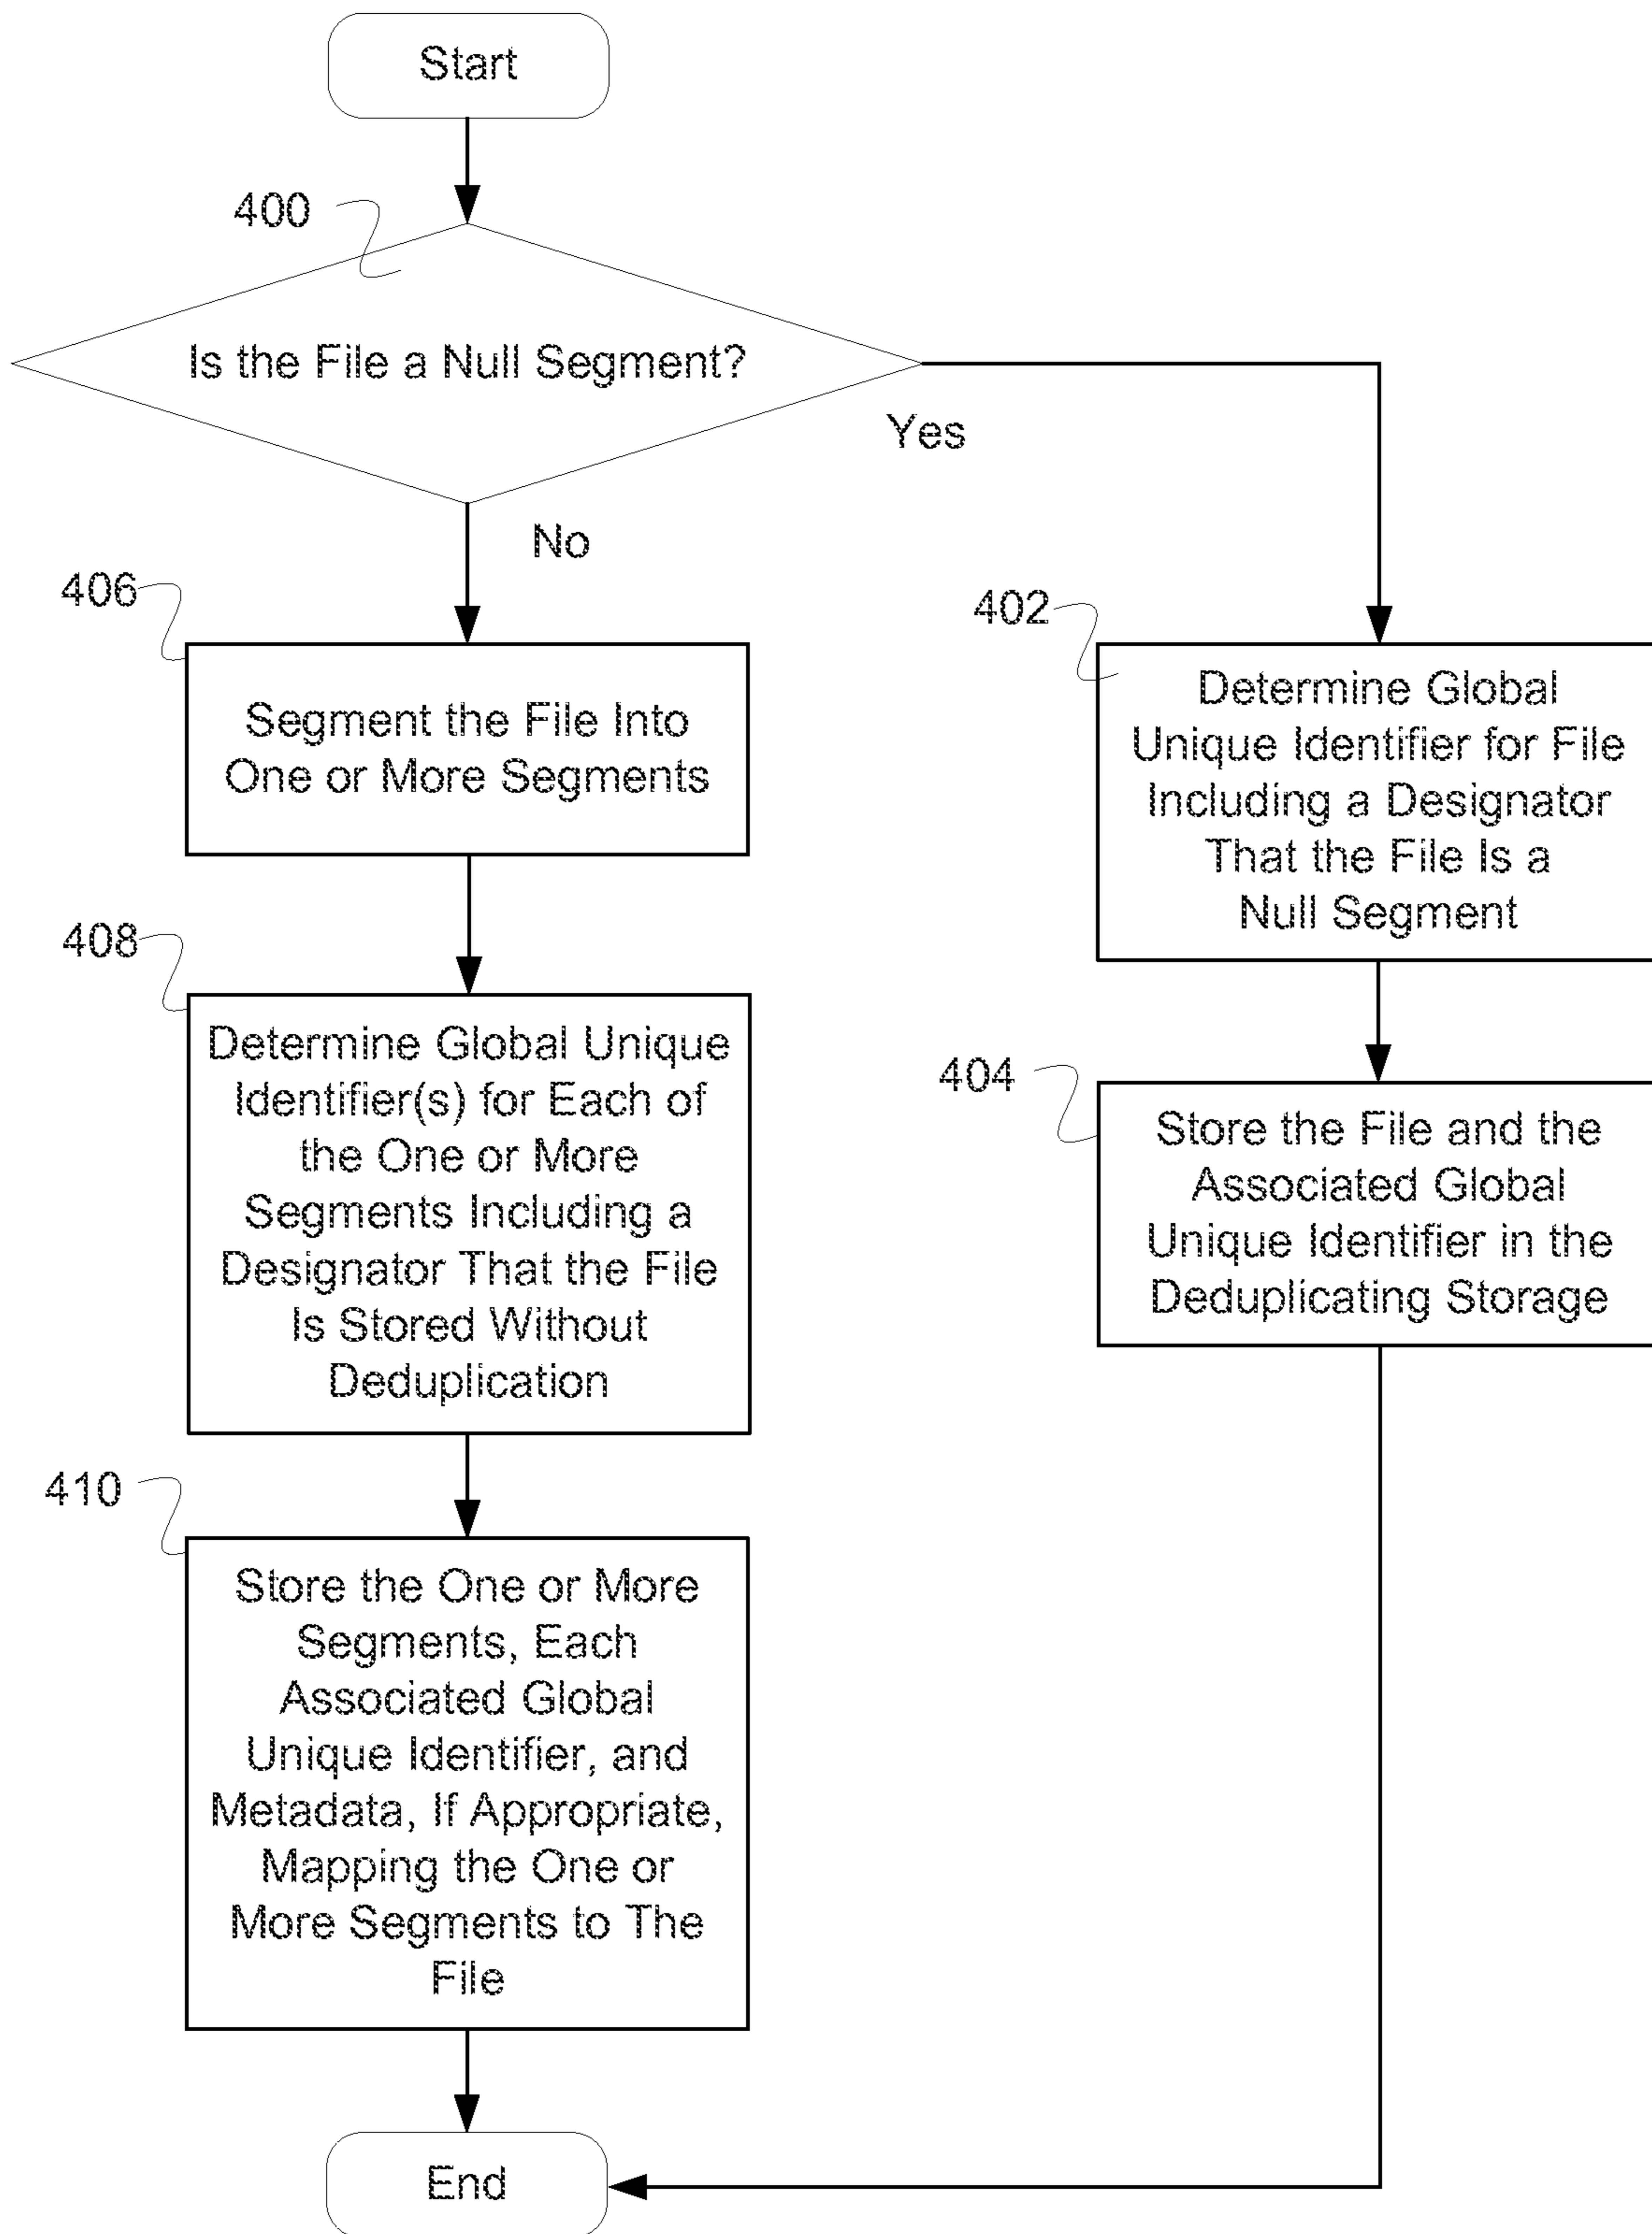 Start
400
Is the File a Null Segment?
Yes
No
406
Segment the File Into
One or More Segments
402
Determine Global
Unique Identifier for File
Including a Designator
That the File Is a
Null Segment
408
Determine Global Unique
Identifier(s) for Each of
the One or More
Segments Including a
Designator That the File
Is Stored Without
Deduplication
404
Store the File and the
Associated Global
Unique Identifier in the
Deduplicating Storage
410
Store the One or More
Segments, Each
Associated Global
Unique Identifier, and
Metadata, If Appropriate,
Mapping the One or
More Segments to The
File
End